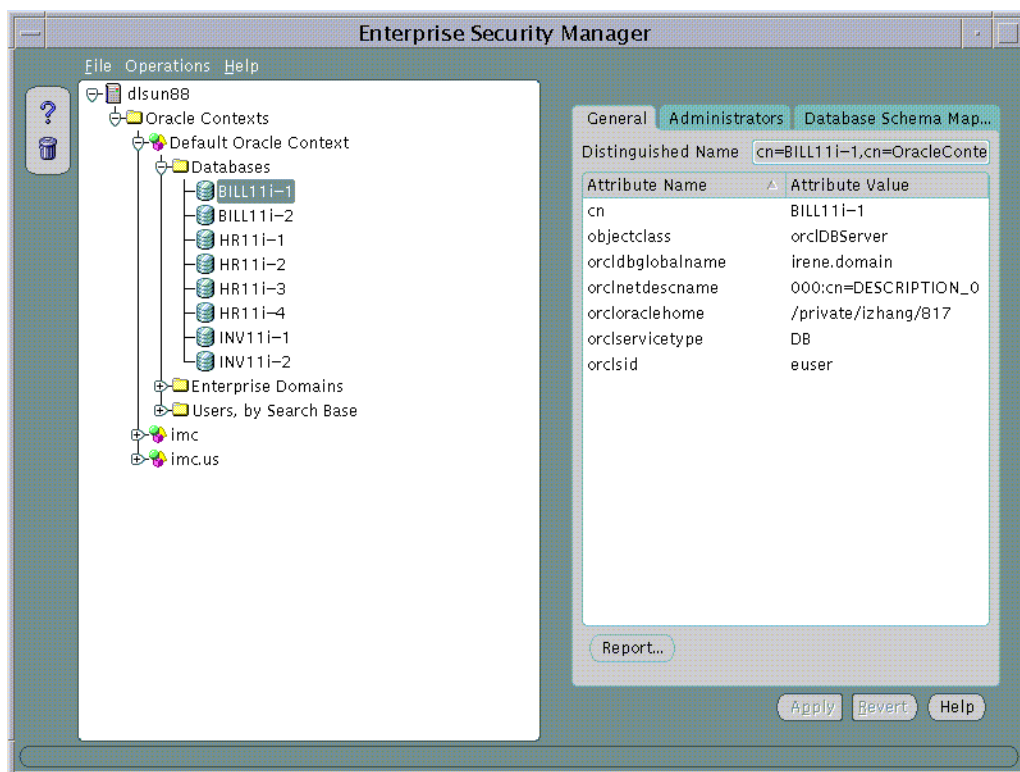 Enterprise Security Manager
File Operations Help
dlsun88
Oracle Contexts
Default Oracle Context
Databases
BILL11i-1
BILL11i-2
HR11i-1
HR11i-2
HR11i-3
HR11i-4
INV11i-1
INV11i-2
Enterprise Domains
Users, by Search Base
imc
imc.us
General Administrators Database Schema Map...
Distinguished Name cn=BILL11i-1,cn=OracleConte
Attribute Name Attribute Value
cn BILL11i-1
objectclass orclDBServer
orcldbglobalname irene.domain
orclnetdescname 000:cn=DESCRIPTION_0
orcloraclehome /private/izhang/817
orclservicetype DB
orclsid euser
Report...
Apply Revert Help